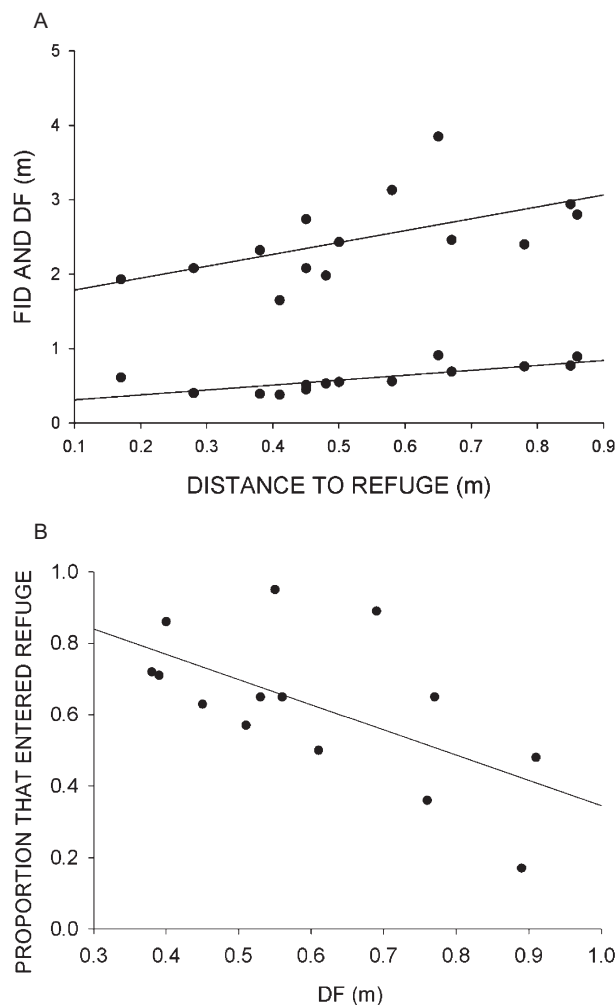 A
5
4
3
2
1
0
FID AND DF (m)
0.1 0.2 0.3 0.4 0.5 0.6 0.7 0.8 0.9
DISTANCE TO REFUGE (m)
B
1.0
0.8
0.6
0.4
0.2
0.0
PROPORTION THAT ENTERED REFUGE
0.3 0.4 0.5 0.6 0.7 0.8 0.9 1.0
DF (m)